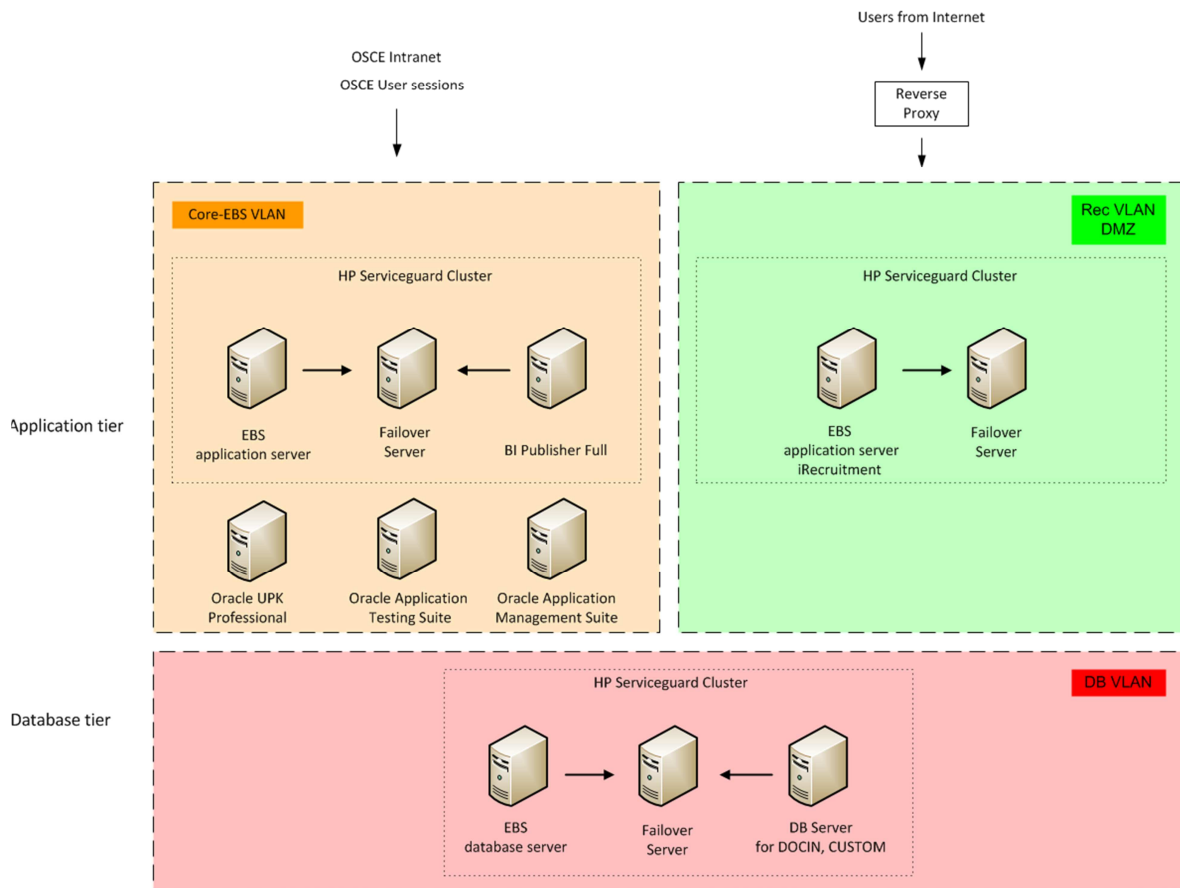 Users from Internet
OSCE Intranet
OSCE User sessions
Reverse
Proxy
Core-EBS VLAN
Rec VLAN
DMZ
HP Serviceguard Cluster
HP Serviceguard Cluster
EBS
application server
Failover
Server
BI Publisher Full
EBS
application server
iRecruitment
Failover
Server
Application tier
Oracle UPK
Professional
Oracle Application
Testing Suite
Oracle Application
Management Suite
HP Serviceguard Cluster
DB VLAN
Database tier
EBS
database server
Failover
Server
DB Server
for DOCIN, CUSTOM